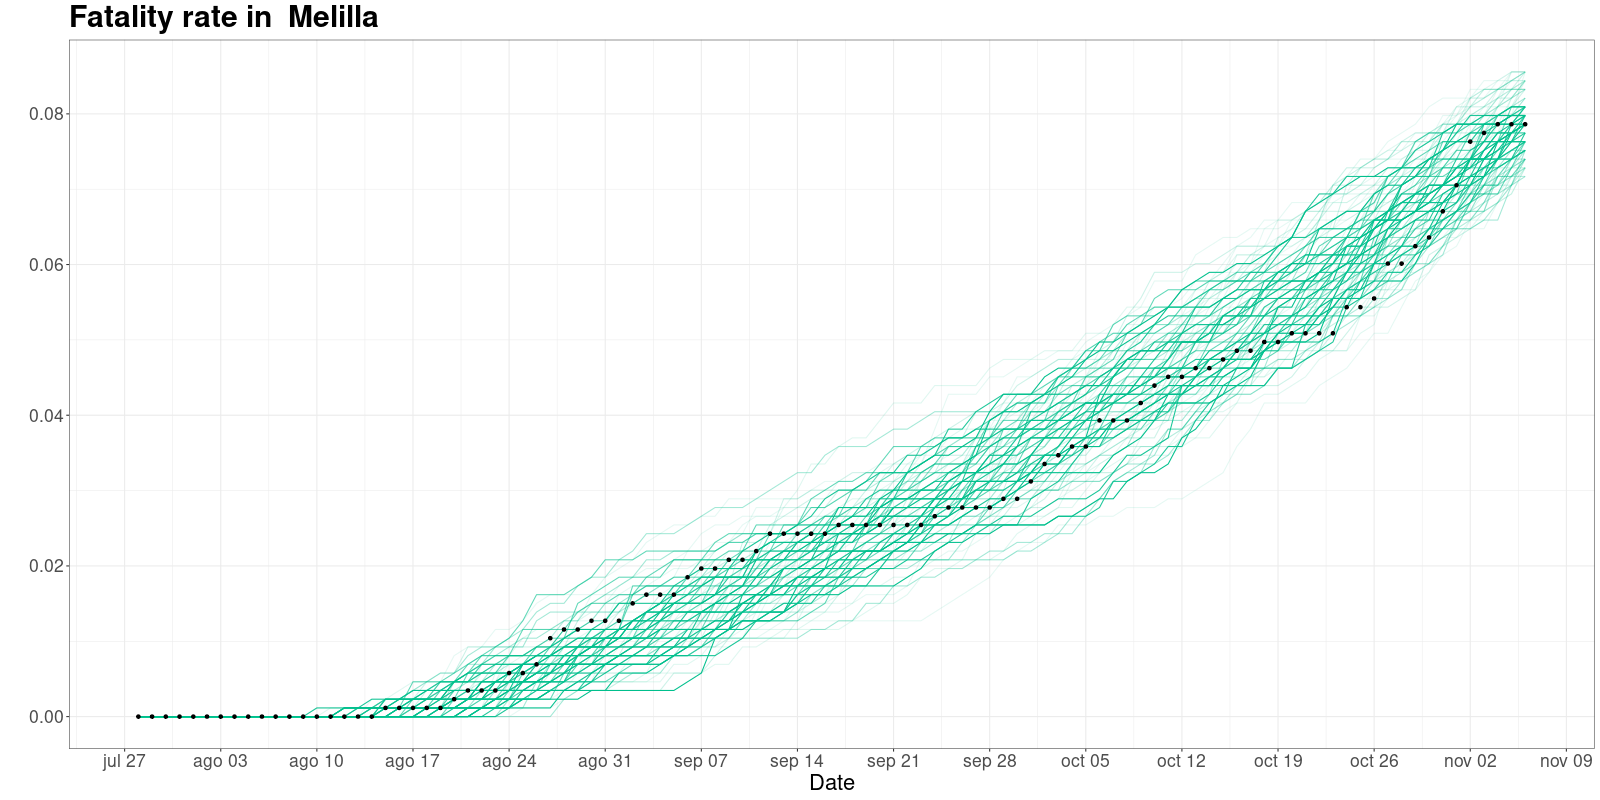 Fatality rate in  Melilla
0.08
0.06
0.04
0.02
0.00
jul 27 ago 03 ago 10 ago 17 ago 24 ago 31 sep 07 sep 14 sep 21 sep 28 oct 05 oct 12 oct 19 oct 26 nov 02 nov 09
Date